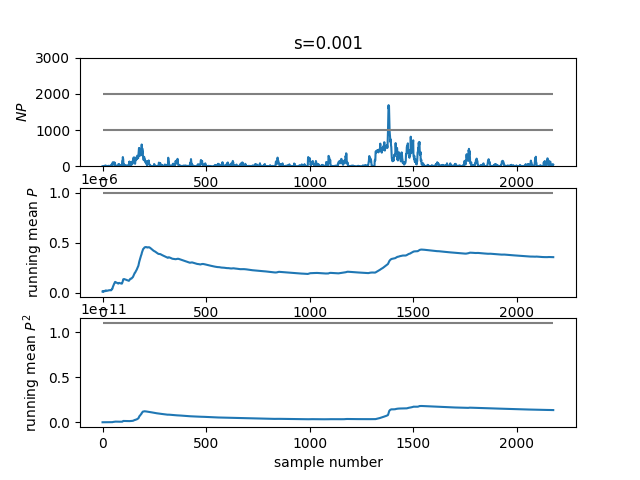 s=0.001
3000
2000
1000
0
NP
0 500 1000 1500 2000
1e−6
1.0
0.5
0.0
running mean P
0 500 1000 1500 2000
1e−11
1.0
0.5
0.0
running mean P²
0 500 1000 1500 2000
sample number